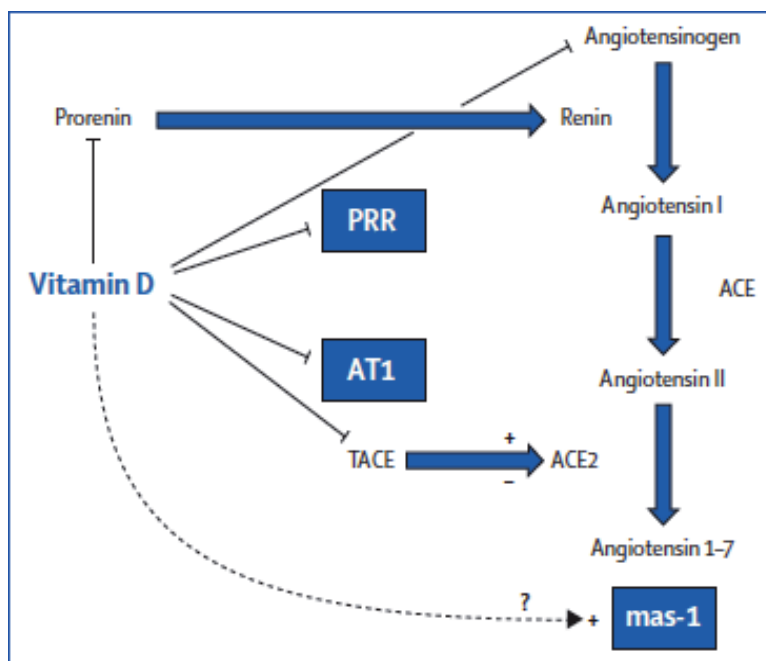 Angiotensinogen
Prorenin
Renin
PRR
Angiotensin I
Vitamin D
ACE
AT1
Angiotensin II
+
TACE
ACE2
–
Angiotensin 1–7
?
+
mas-1